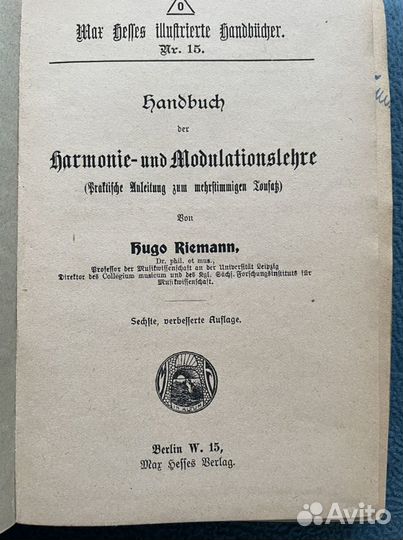 0
Max Hesses illustrierte Handbücher.
Nr. 15.
Handbuch
der
Harmonie- und Modulationslehre
(Praktische Anleitung zum mehrstimmigen Tonsatz)
Von
Hugo Riemann,
Dr. phil. et mus.,
Professor der Musikwissenschaft an der Universität Leipzig
Direktor des Collegium musicum und des Kgl. Sächs. Forschungsinstituts für
Musikwissenschaft.
Sechste, verbesserte Auflage.
Berlin W. 15,
Max Hesses Verlag.
Avito